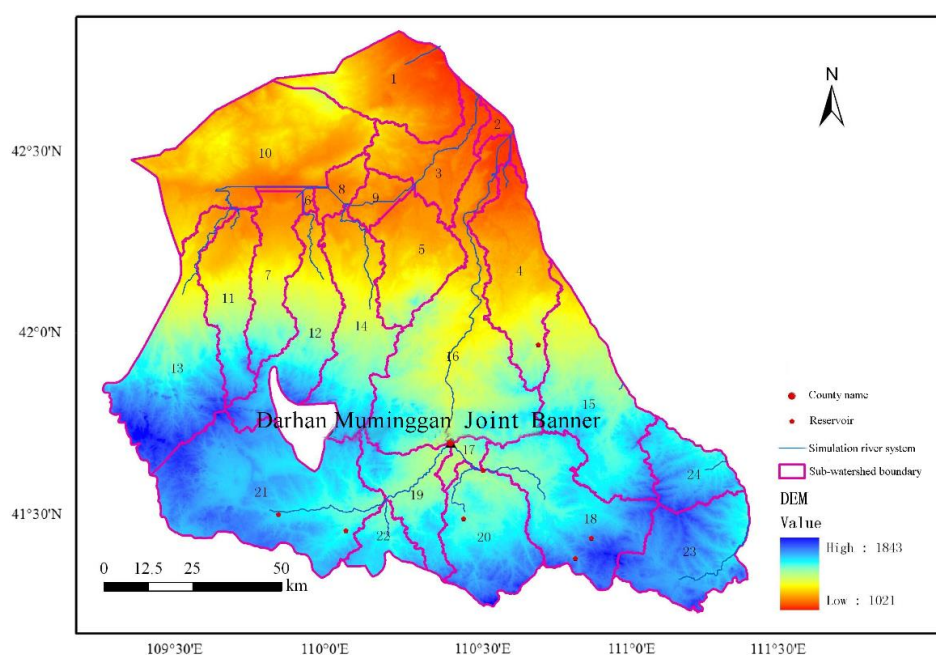 N
42°30'N
42°0'N
41°30'N
1
2
10
3
8
9
6
5
4
7
11
12
14
13
16
15
Darhan Muminggan Joint Banner
17
24
21
19
18
20
22
23
County name
Reservoir
Simulation river system
Sub-watershed boundary
DEM
Value
High : 1843
Low : 1021
0 12.5 25 50
km
109°30'E 110°0'E 110°30'E 111°0'E 111°30'E